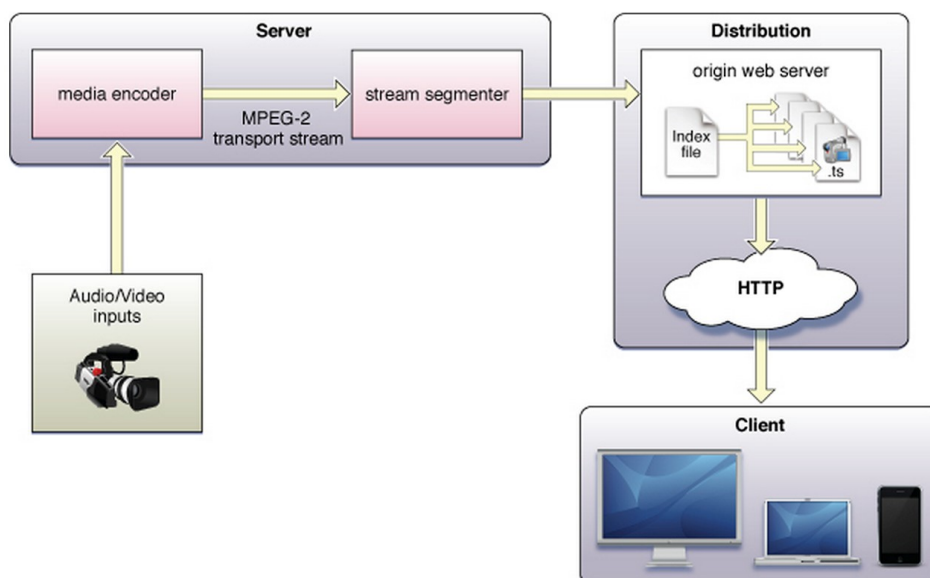 Server
media encoder
MPEG-2
transport stream
stream segmenter
Audio/Video
inputs
Distribution
origin web server
Index
file
.ts
HTTP
Client